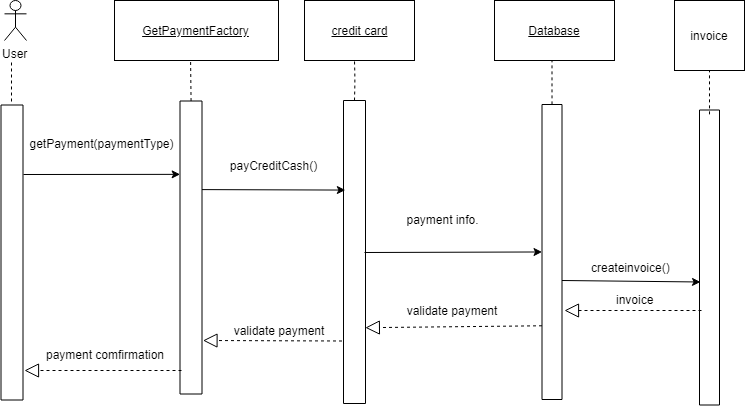 User
GetPaymentFactory
credit card
Database
invoice
getPayment(paymentType)
payCreditCash()
payment info.
createinvoice()
invoice
validate payment
validate payment
payment comfirmation